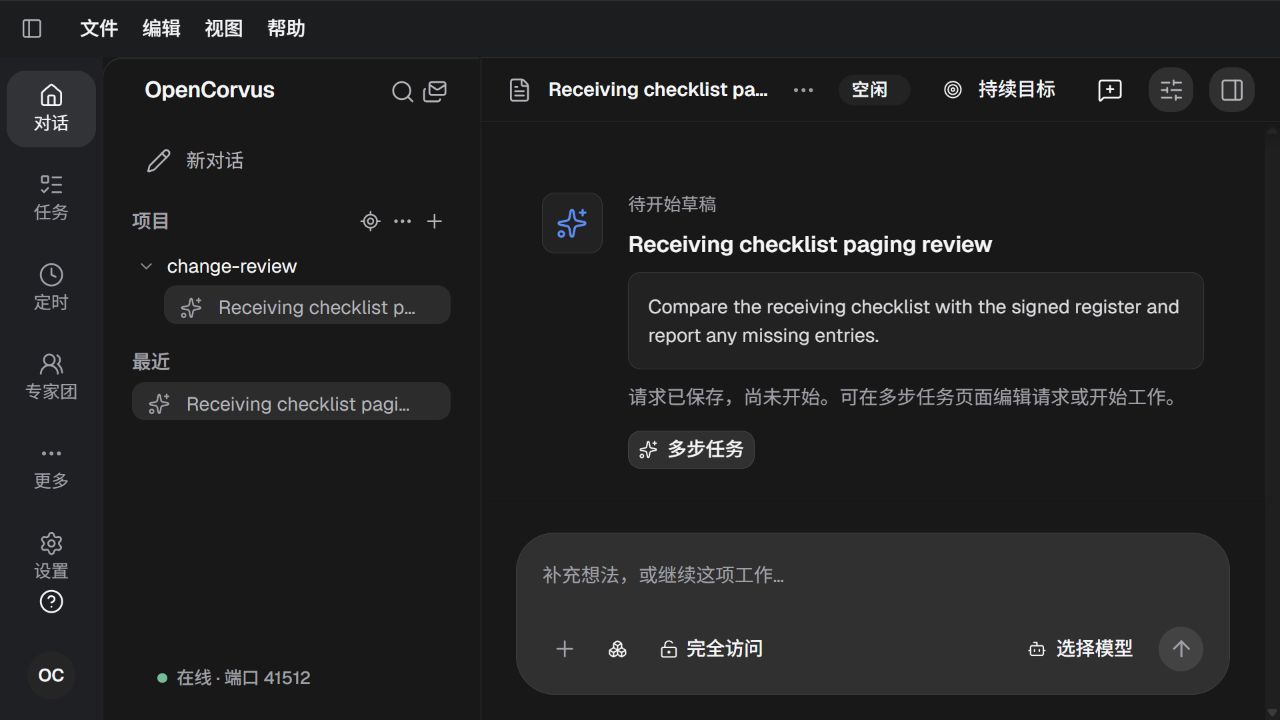 文件 编辑 视图 帮助
对话
任务
定时
专家团
更多
设置
OC
OpenCorvus
新对话
项目
change-review
Receiving checklist p...
最近
Receiving checklist pagi...
在线 · 端口 41512
Receiving checklist pa... 空闲 持续目标
待开始草稿
Receiving checklist paging review
Compare the receiving checklist with the signed register and
report any missing entries.
请求已保存，尚未开始。可在多步任务页面编辑请求或开始工作。
多步任务
补充想法，或继续这项工作...
完全访问 选择模型